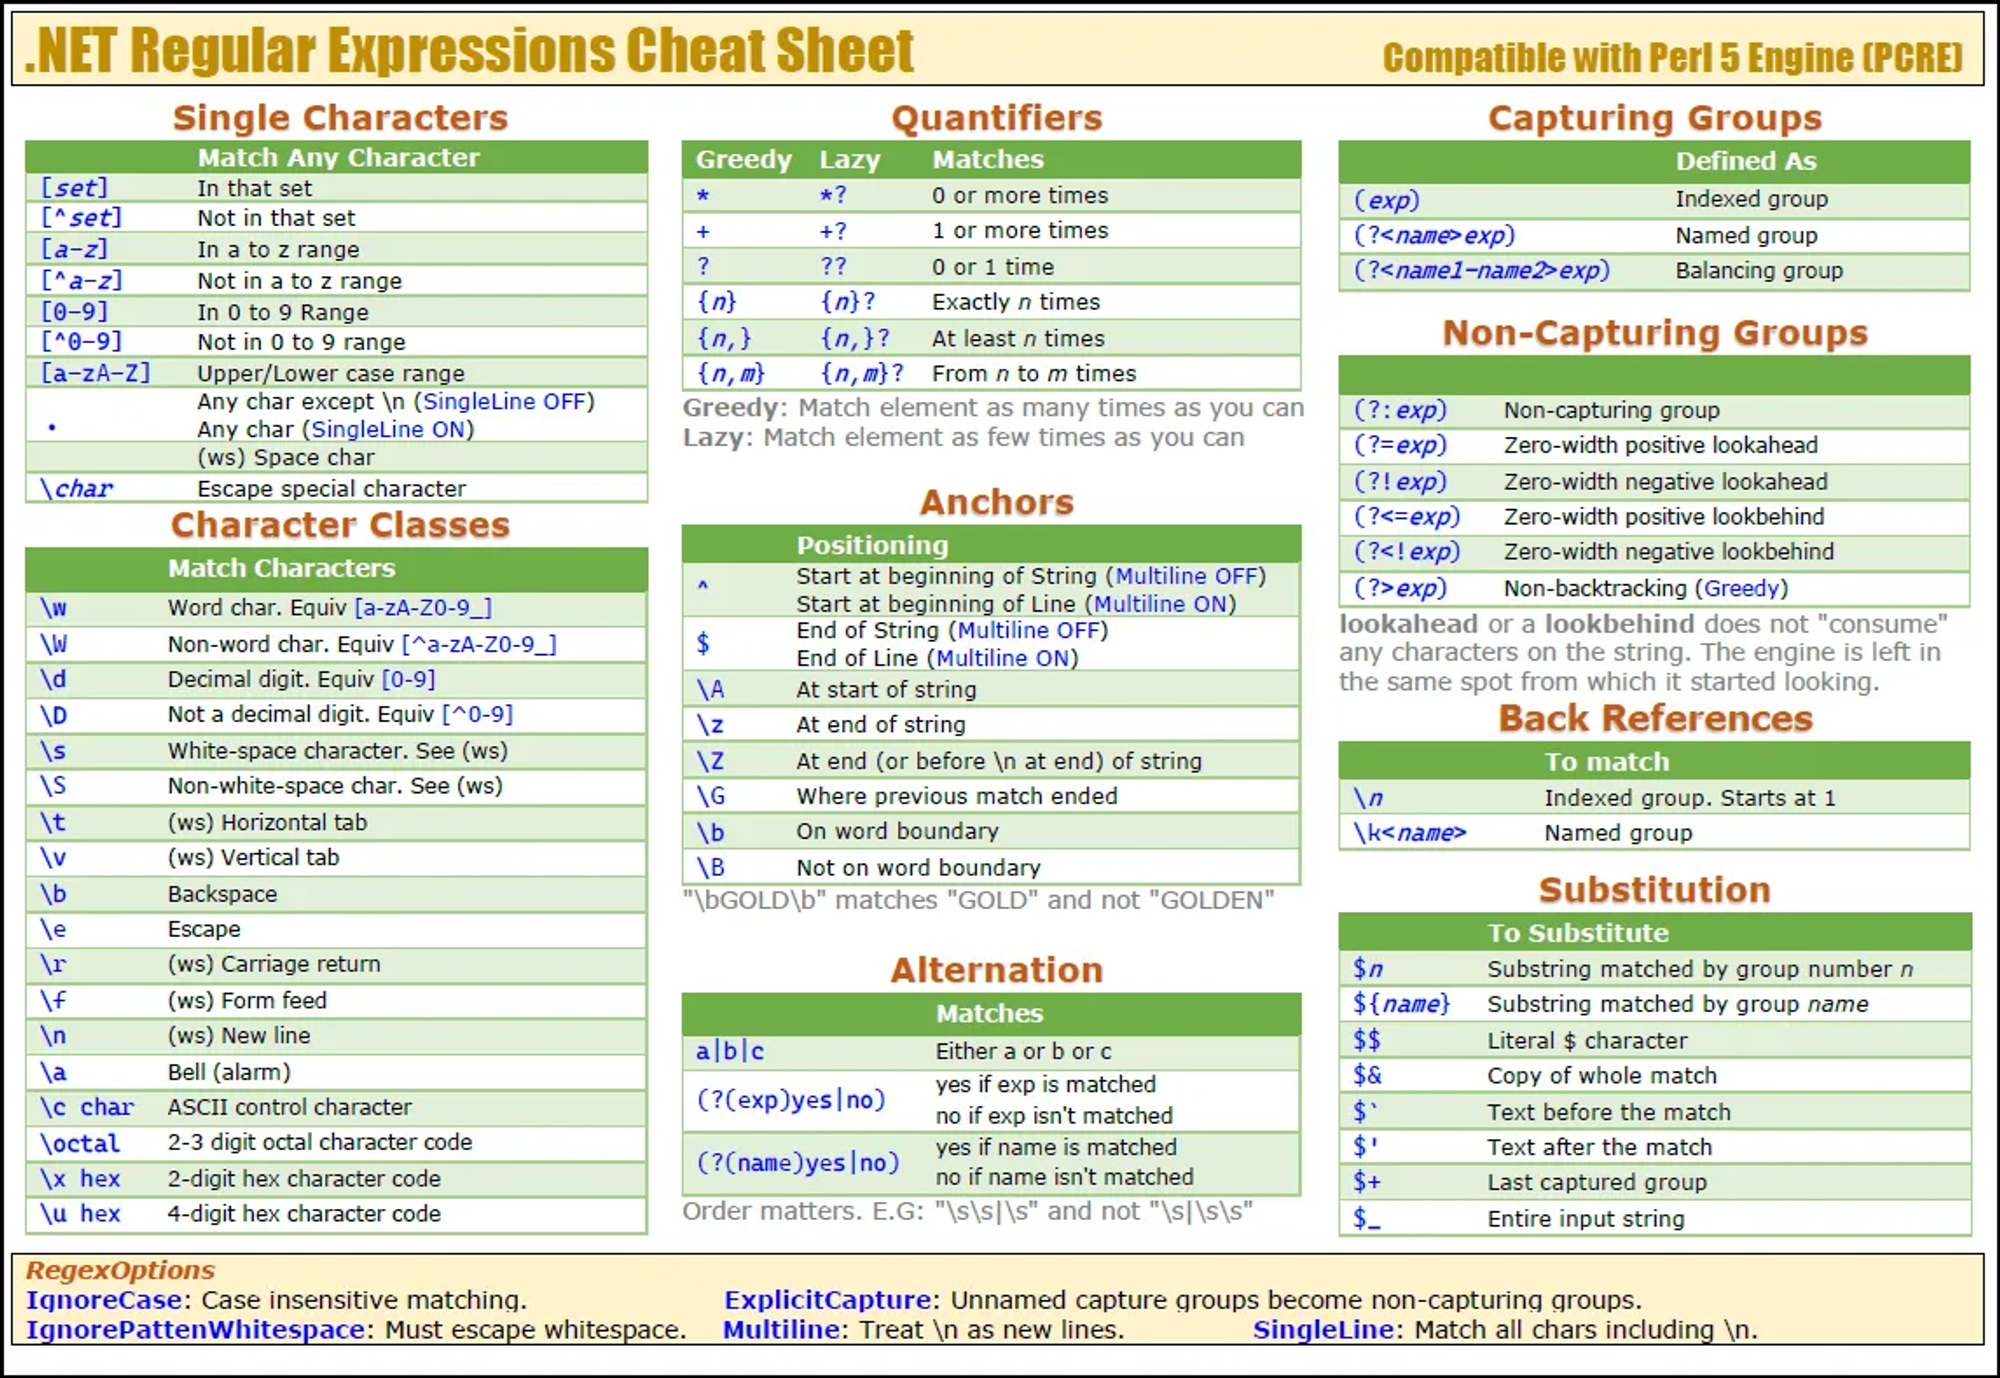 .NET Regular Expressions Cheat Sheet
Compatible with Perl 5 Engine (PCRE)
Single Characters
Match Any Character
[set] In that set
[^set] Not in that set
[a-z] In a to z range
[^a-z] Not in a to z range
[0-9] In 0 to 9 Range
[^0-9] Not in 0 to 9 range
[a-zA-Z] Upper/Lower case range
. Any char except \n (SingleLine OFF)
Any char (SingleLine ON)
(ws) Space char
\char Escape special character
Character Classes
Match Characters
\w Word char. Equiv [a-zA-Z0-9_]
\W Non-word char. Equiv [^a-zA-Z0-9_]
\d Decimal digit. Equiv [0-9]
\D Not a decimal digit. Equiv [^0-9]
\s White-space character. See (ws)
\S Non-white-space char. See (ws)
\t (ws) Horizontal tab
\v (ws) Vertical tab
\b Backspace
\e Escape
\r (ws) Carriage return
\f (ws) Form feed
\n (ws) New line
\a Bell (alarm)
\c char ASCII control character
\octal 2-3 digit octal character code
\x hex 2-digit hex character code
\u hex 4-digit hex character code
Quantifiers
Greedy Lazy Matches
* *? 0 or more times
+ +? 1 or more times
? ?? 0 or 1 time
{n} {n}? Exactly n times
{n,} {n,}? At least n times
{n,m} {n,m}? From n to m times
Greedy: Match element as many times as you can
Lazy: Match element as few times as you can
Anchors
Positioning
^ Start at beginning of String (Multiline OFF)
Start at beginning of Line (Multiline ON)
$ End of String (Multiline OFF)
End of Line (Multiline ON)
\A At start of string
\z At end of string
\Z At end (or before \n at end) of string
\G Where previous match ended
\b On word boundary
\B Not on word boundary
"\bGOLD\b" matches "GOLD" and not "GOLDEN"
Alternation
Matches
a|b|c Either a or b or c
(?(exp)yes|no) yes if exp is matched
no if exp isn't matched
(?(name)yes|no) yes if name is matched
no if name isn't matched
Order matters. E.G: "\s\s|\s" and not "\s|\s\s"
Capturing Groups
Defined As
(exp) Indexed group
(?<name>exp) Named group
(?<name1-name2>exp) Balancing group
Non-Capturing Groups
(?:exp) Non-capturing group
(?=exp) Zero-width positive lookahead
(?!exp) Zero-width negative lookahead
(?<=exp) Zero-width positive lookbehind
(?<!exp) Zero-width negative lookbehind
(?>exp) Non-backtracking (Greedy)
lookahead or a lookbehind does not "consume"
any characters on the string. The engine is left in
the same spot from which it started looking.
Back References
To match
\n Indexed group. Starts at 1
\k<name> Named group
Substitution
To Substitute
$n Substring matched by group number n
${name} Substring matched by group name
$$ Literal $ character
$& Copy of whole match
$` Text before the match
$' Text after the match
$+ Last captured group
$_ Entire input string
RegexOptions
IgnoreCase: Case insensitive matching. ExplicitCapture: Unnamed capture groups become non-capturing groups.
IgnorePattenWhitespace: Must escape whitespace. Multiline: Treat \n as new lines. SingleLine: Match all chars including \n.